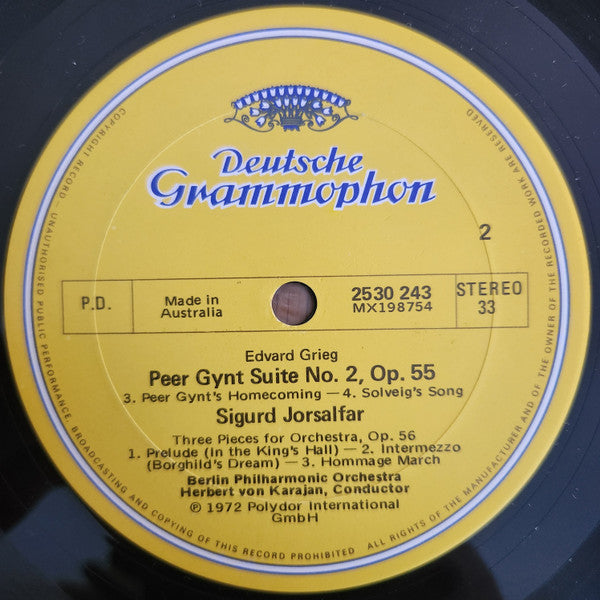 Deutsche
Grammophon
2
P.D.
Made in
Australia
2530 243
MX198754
STEREO
33
Edvard Grieg
Peer Gynt Suite No. 2, Op. 55
3. Peer Gynt's Homecoming — 4. Solveig's Song
Sigurd Jorsalfar
Three Pieces for Orchestra, Op. 56
1. Prelude (In the King's Hall) — 2. Intermezzo
(Borghild's Dream) — 3. Hommage March
Berlin Philharmonic Orchestra
Herbert von Karajan, Conductor
℗ 1972 Polydor International
GmbH
COPYRIGHT RECORD — UNAUTHORISED PUBLIC PERFORMANCE, BROADCASTING AND COPYING OF THIS RECORD PROHIBITED
ALL RIGHTS OF THE MANUFACTURER AND OF THE OWNER OF THE RECORDED WORK ARE RESERVED